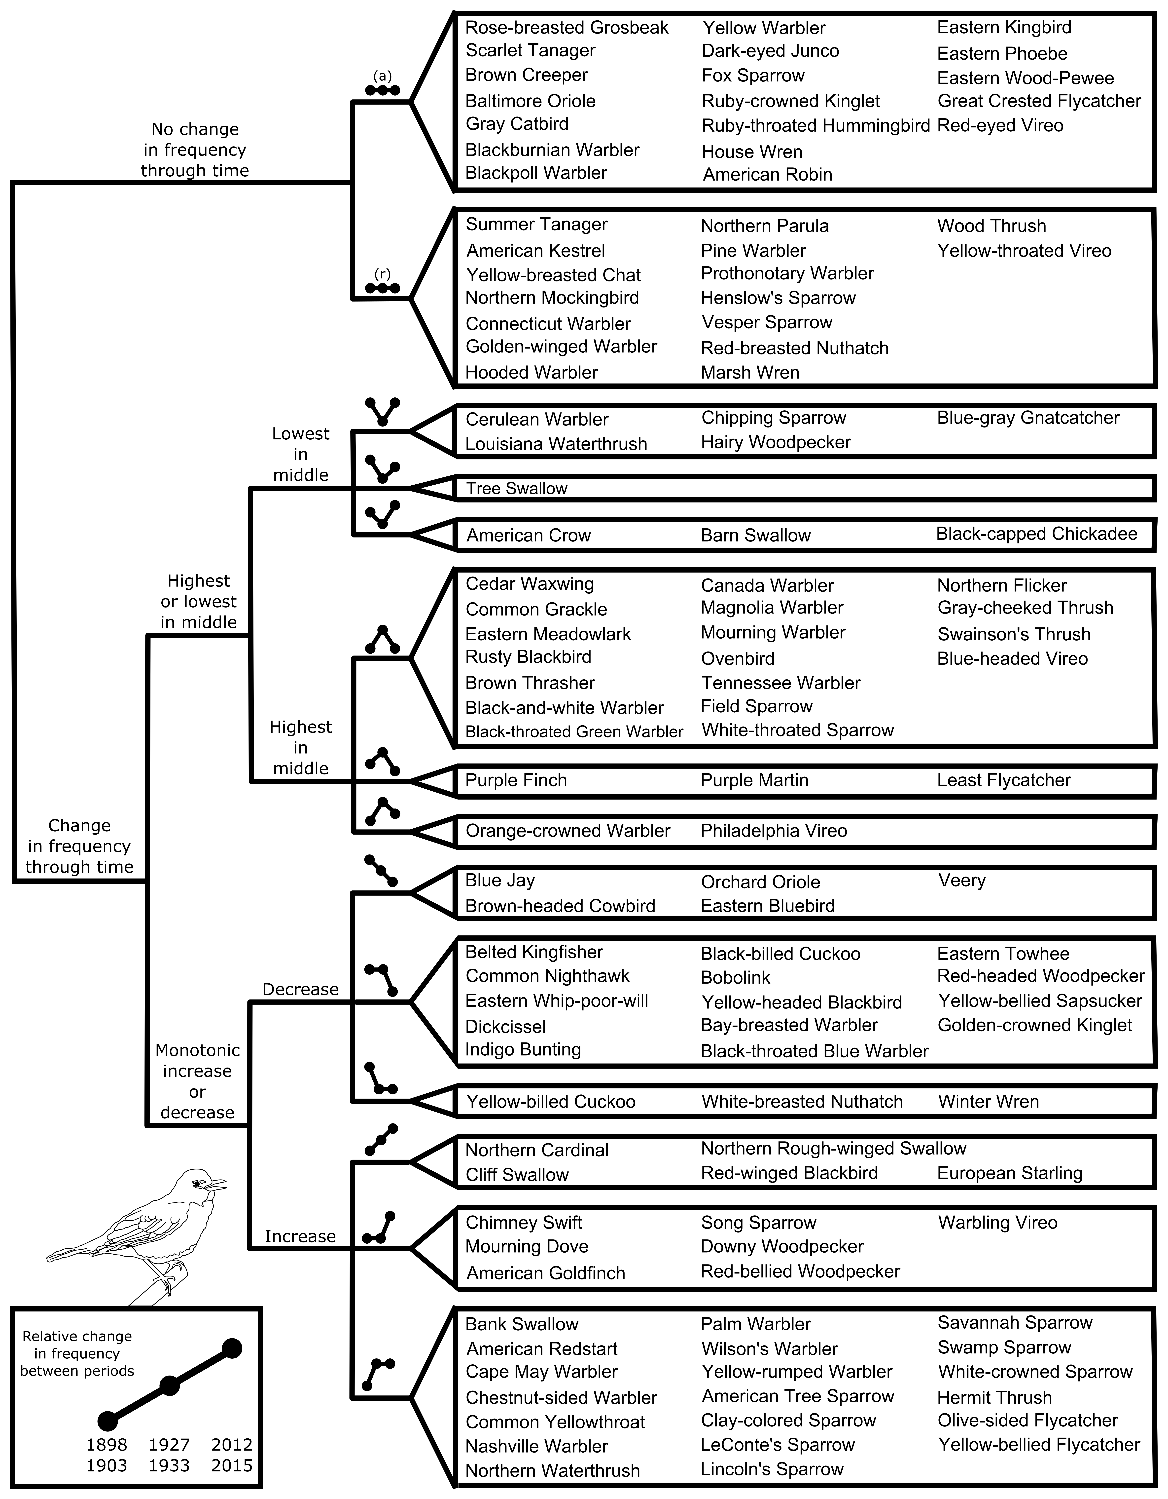 (a)
Rose-breasted Grosbeak Yellow Warbler Eastern Kingbird
Scarlet Tanager Dark-eyed Junco Eastern Phoebe
Brown Creeper Fox Sparrow Eastern Wood-Pewee
Baltimore Oriole Ruby-crowned Kinglet Great Crested Flycatcher
Gray Catbird Ruby-throated Hummingbird Red-eyed Vireo
Blackburnian Warbler House Wren
Blackpoll Warbler American Robin
No change
in frequency
through time
(r)
Summer Tanager Northern Parula Wood Thrush
American Kestrel Pine Warbler Yellow-throated Vireo
Yellow-breasted Chat Prothonotary Warbler
Northern Mockingbird Henslow's Sparrow
Connecticut Warbler Vesper Sparrow
Golden-winged Warbler Red-breasted Nuthatch
Hooded Warbler Marsh Wren
Lowest
in
middle
Cerulean Warbler Chipping Sparrow Blue-gray Gnatcatcher
Louisiana Waterthrush Hairy Woodpecker
Tree Swallow
American Crow Barn Swallow Black-capped Chickadee
Highest
or lowest
in middle
Cedar Waxwing Canada Warbler Northern Flicker
Common Grackle Magnolia Warbler Gray-cheeked Thrush
Eastern Meadowlark Mourning Warbler Swainson's Thrush
Rusty Blackbird Ovenbird Blue-headed Vireo
Brown Thrasher Tennessee Warbler
Black-and-white Warbler Field Sparrow
Black-throated Green Warbler White-throated Sparrow
Highest
in
middle
Purple Finch Purple Martin Least Flycatcher
Orange-crowned Warbler Philadelphia Vireo
Change
in frequency
through time
Blue Jay Orchard Oriole Veery
Brown-headed Cowbird Eastern Bluebird
Decrease
Belted Kingfisher Black-billed Cuckoo Eastern Towhee
Common Nighthawk Bobolink Red-headed Woodpecker
Eastern Whip-poor-will Yellow-headed Blackbird Yellow-bellied Sapsucker
Dickcissel Bay-breasted Warbler Golden-crowned Kinglet
Indigo Bunting Black-throated Blue Warbler
Monotonic
increase
or
decrease
Yellow-billed Cuckoo White-breasted Nuthatch Winter Wren
Northern Cardinal Northern Rough-winged Swallow
Cliff Swallow Red-winged Blackbird European Starling
Increase
Chimney Swift Song Sparrow Warbling Vireo
Mourning Dove Downy Woodpecker
American Goldfinch Red-bellied Woodpecker
Bank Swallow Palm Warbler Savannah Sparrow
American Redstart Wilson's Warbler Swamp Sparrow
Cape May Warbler Yellow-rumped Warbler White-crowned Sparrow
Chestnut-sided Warbler American Tree Sparrow Hermit Thrush
Common Yellowthroat Clay-colored Sparrow Olive-sided Flycatcher
Nashville Warbler LeConte's Sparrow Yellow-bellied Flycatcher
Northern Waterthrush Lincoln's Sparrow
Relative change
in frequency
between periods
1898 1927 2012
1903 1933 2015